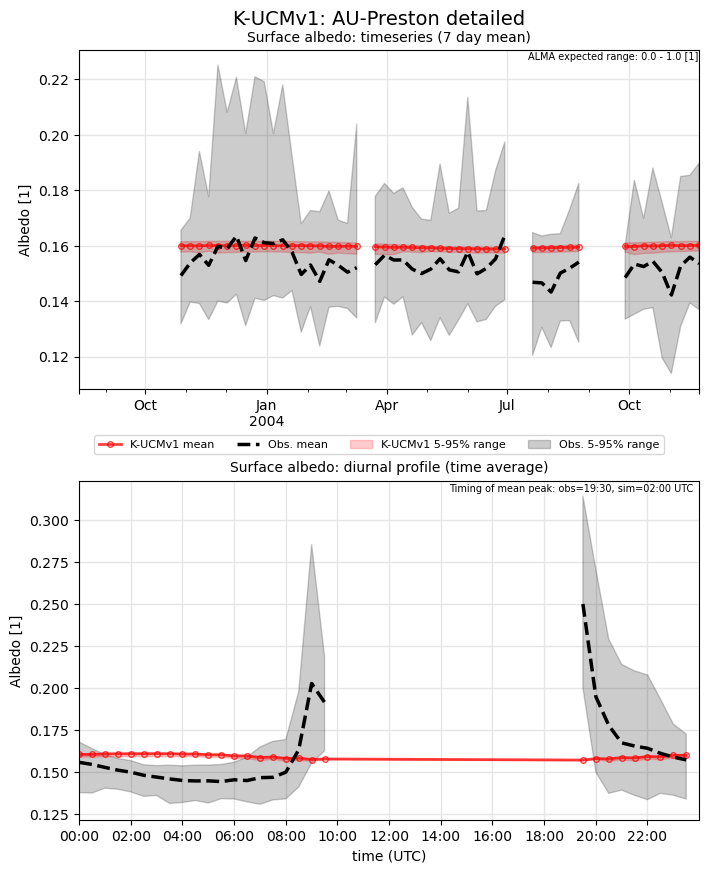 K-UCMv1: AU-Preston detailed
Surface albedo: timeseries (7 day mean)
ALMA expected range: 0.0 - 1.0 [1]
0.22
0.20
0.18
0.16
0.14
0.12
Albedo [1]
Oct
Jan
2004
Apr
Jul
Oct
K-UCMv1 mean
Obs. mean
K-UCMv1 5-95% range
Obs. 5-95% range
Surface albedo: diurnal profile (time average)
Timing of mean peak: obs=19:30, sim=02:00 UTC
0.300
0.275
0.250
0.225
0.200
0.175
0.150
0.125
Albedo [1]
00:00
02:00
04:00
06:00
08:00
10:00
12:00
14:00
16:00
18:00
20:00
22:00
time (UTC)